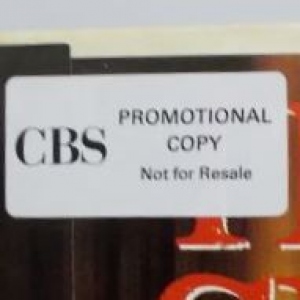 CBS
PROMOTIONAL
COPY
Not for Resale